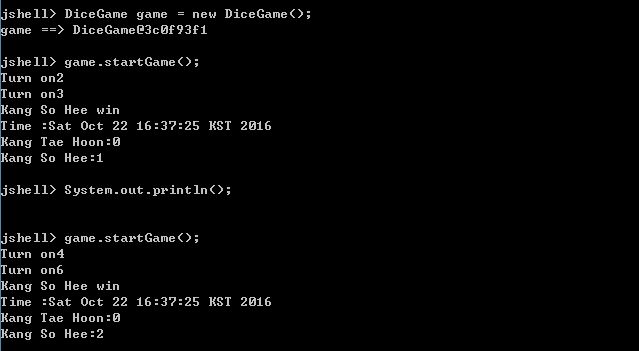 jshell> DiceGame game = new DiceGame();
game ==> DiceGame@3c0f93f1
jshell> game.startGame();
Turn on2
Turn on3
Kang So Hee win
Time :Sat Oct 22 16:37:25 KST 2016
Kang Tae Hoon:0
Kang So Hee:1
jshell> System.out.println();
jshell> game.startGame();
Turn on4
Turn on6
Kang So Hee win
Time :Sat Oct 22 16:37:25 KST 2016
Kang Tae Hoon:0
Kang So Hee:2